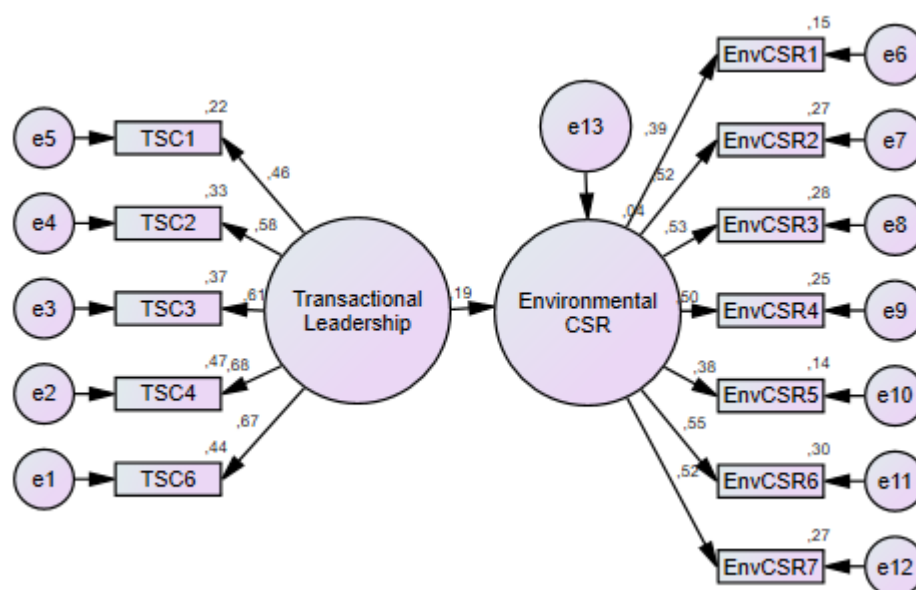 ,15
EnvCSR1
e6
,22
,39
,27
e5
TSC1
e13
EnvCSR2
e7
,46
,52
,33
,04
,28
e4
TSC2
,58
,53
EnvCSR3
e8
,37
,25
e3
TSC3
,61
Transactional
Leadership
,19
Environmental
CSR
,50
EnvCSR4
e9
,47
,68
,38
,14
e2
TSC4
EnvCSR5
e10
,67
,55
,44
,30
e1
TSC6
,52
EnvCSR6
e11
,27
EnvCSR7
e12